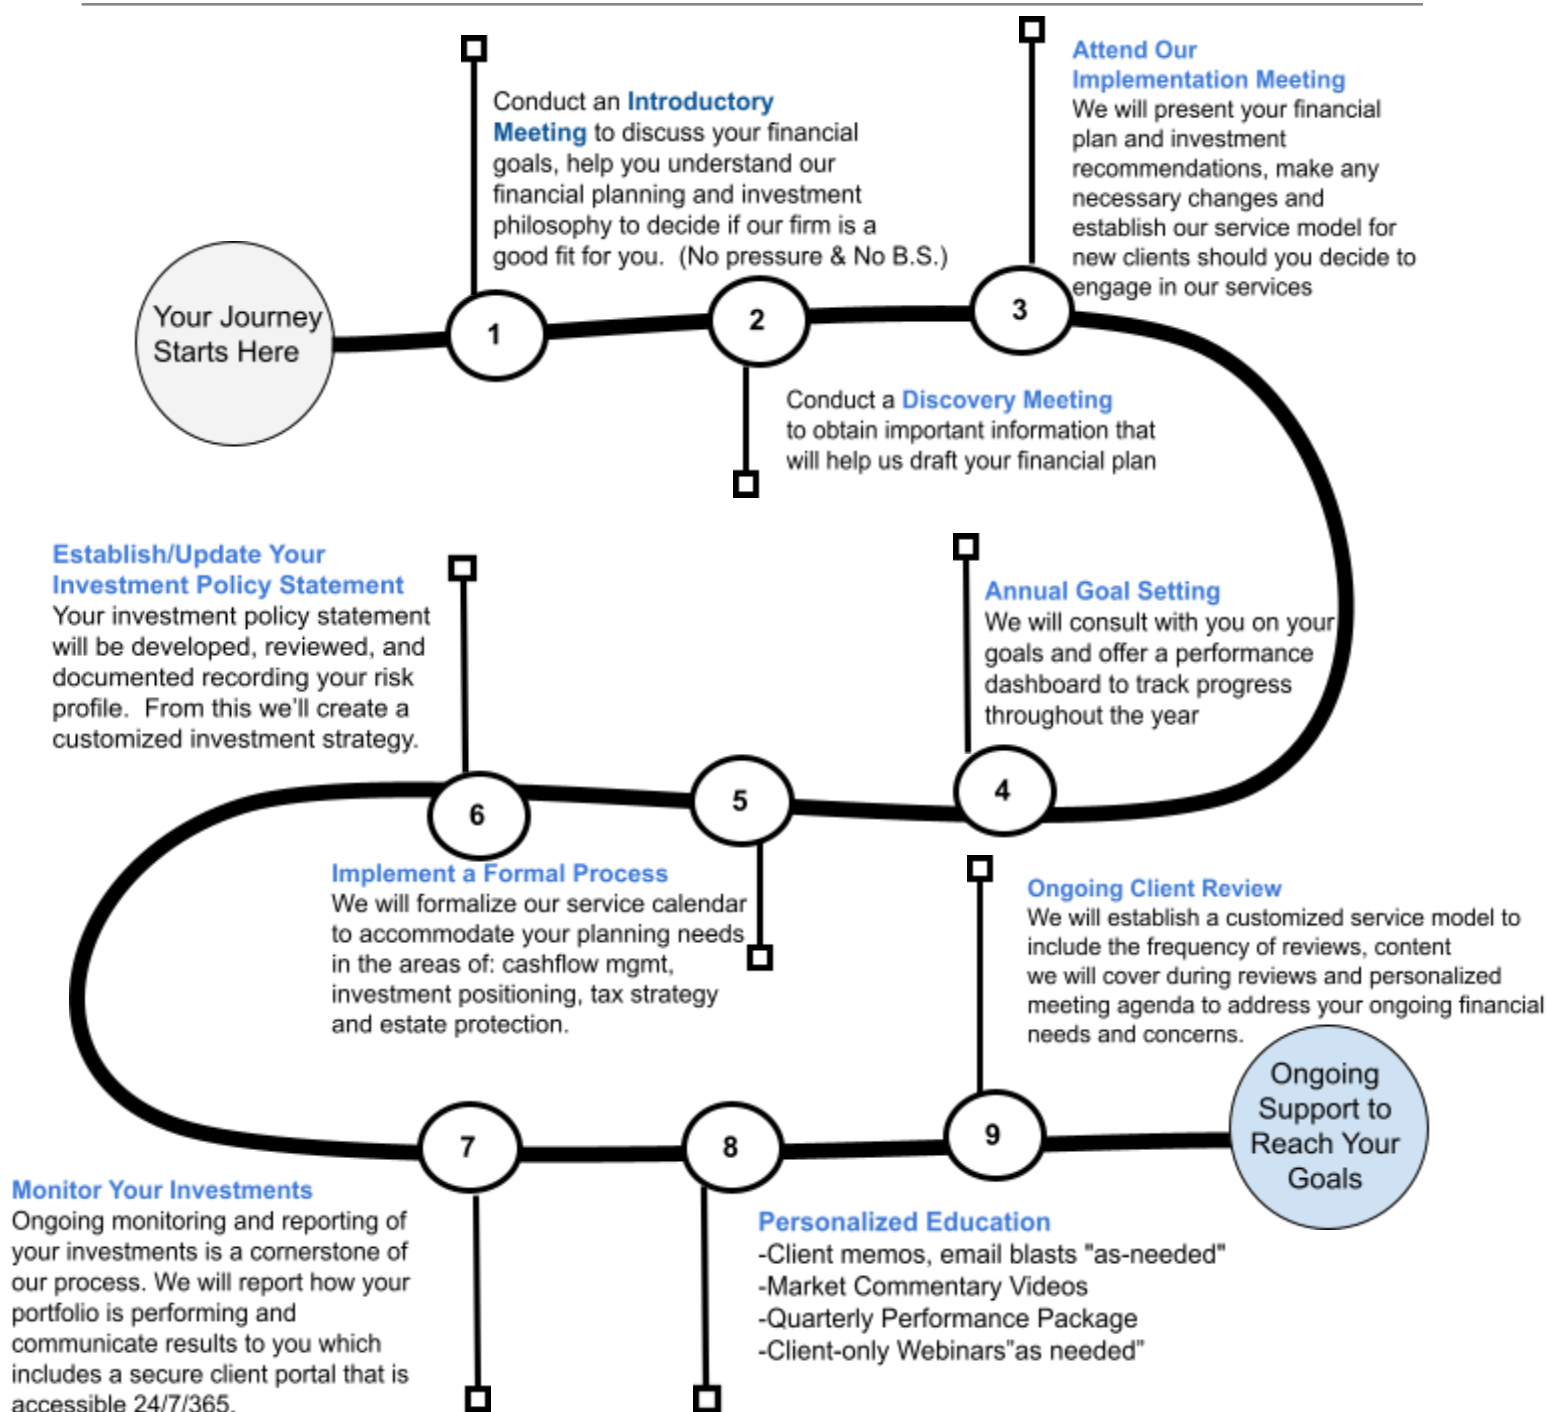 Your Journey
Starts Here
1
Conduct an Introductory
Meeting to discuss your financial
goals, help you understand our
financial planning and investment
philosophy to decide if our firm is a
good fit for you.  (No pressure & No B.S.)
2
Conduct a Discovery Meeting
to obtain important information that
will help us draft your financial plan
3
Attend Our
Implementation Meeting
We will present your financial
plan and investment
recommendations, make any
necessary changes and
establish our service model for
new clients should you decide to
engage in our services
4
Annual Goal Setting
We will consult with you on your
goals and offer a performance
dashboard to track progress
throughout the year
5
Implement a Formal Process
We will formalize our service calendar
to accommodate your planning needs
in the areas of: cashflow mgmt,
investment positioning, tax strategy
and estate protection.
6
Establish/Update Your
Investment Policy Statement
Your investment policy statement
will be developed, reviewed, and
documented recording your risk
profile.  From this we'll create a
customized investment strategy.
7
Monitor Your Investments
Ongoing monitoring and reporting of
your investments is a cornerstone of
our process. We will report how your
portfolio is performing and
communicate results to you which
includes a secure client portal that is
accessible 24/7/365.
8
Personalized Education
-Client memos, email blasts "as-needed"
-Market Commentary Videos
-Quarterly Performance Package
-Client-only Webinars"as needed"
9
Ongoing Client Review
We will establish a customized service model to
include the frequency of reviews, content
we will cover during reviews and personalized
meeting agenda to address your ongoing financial
needs and concerns.
Ongoing
Support to
Reach Your
Goals